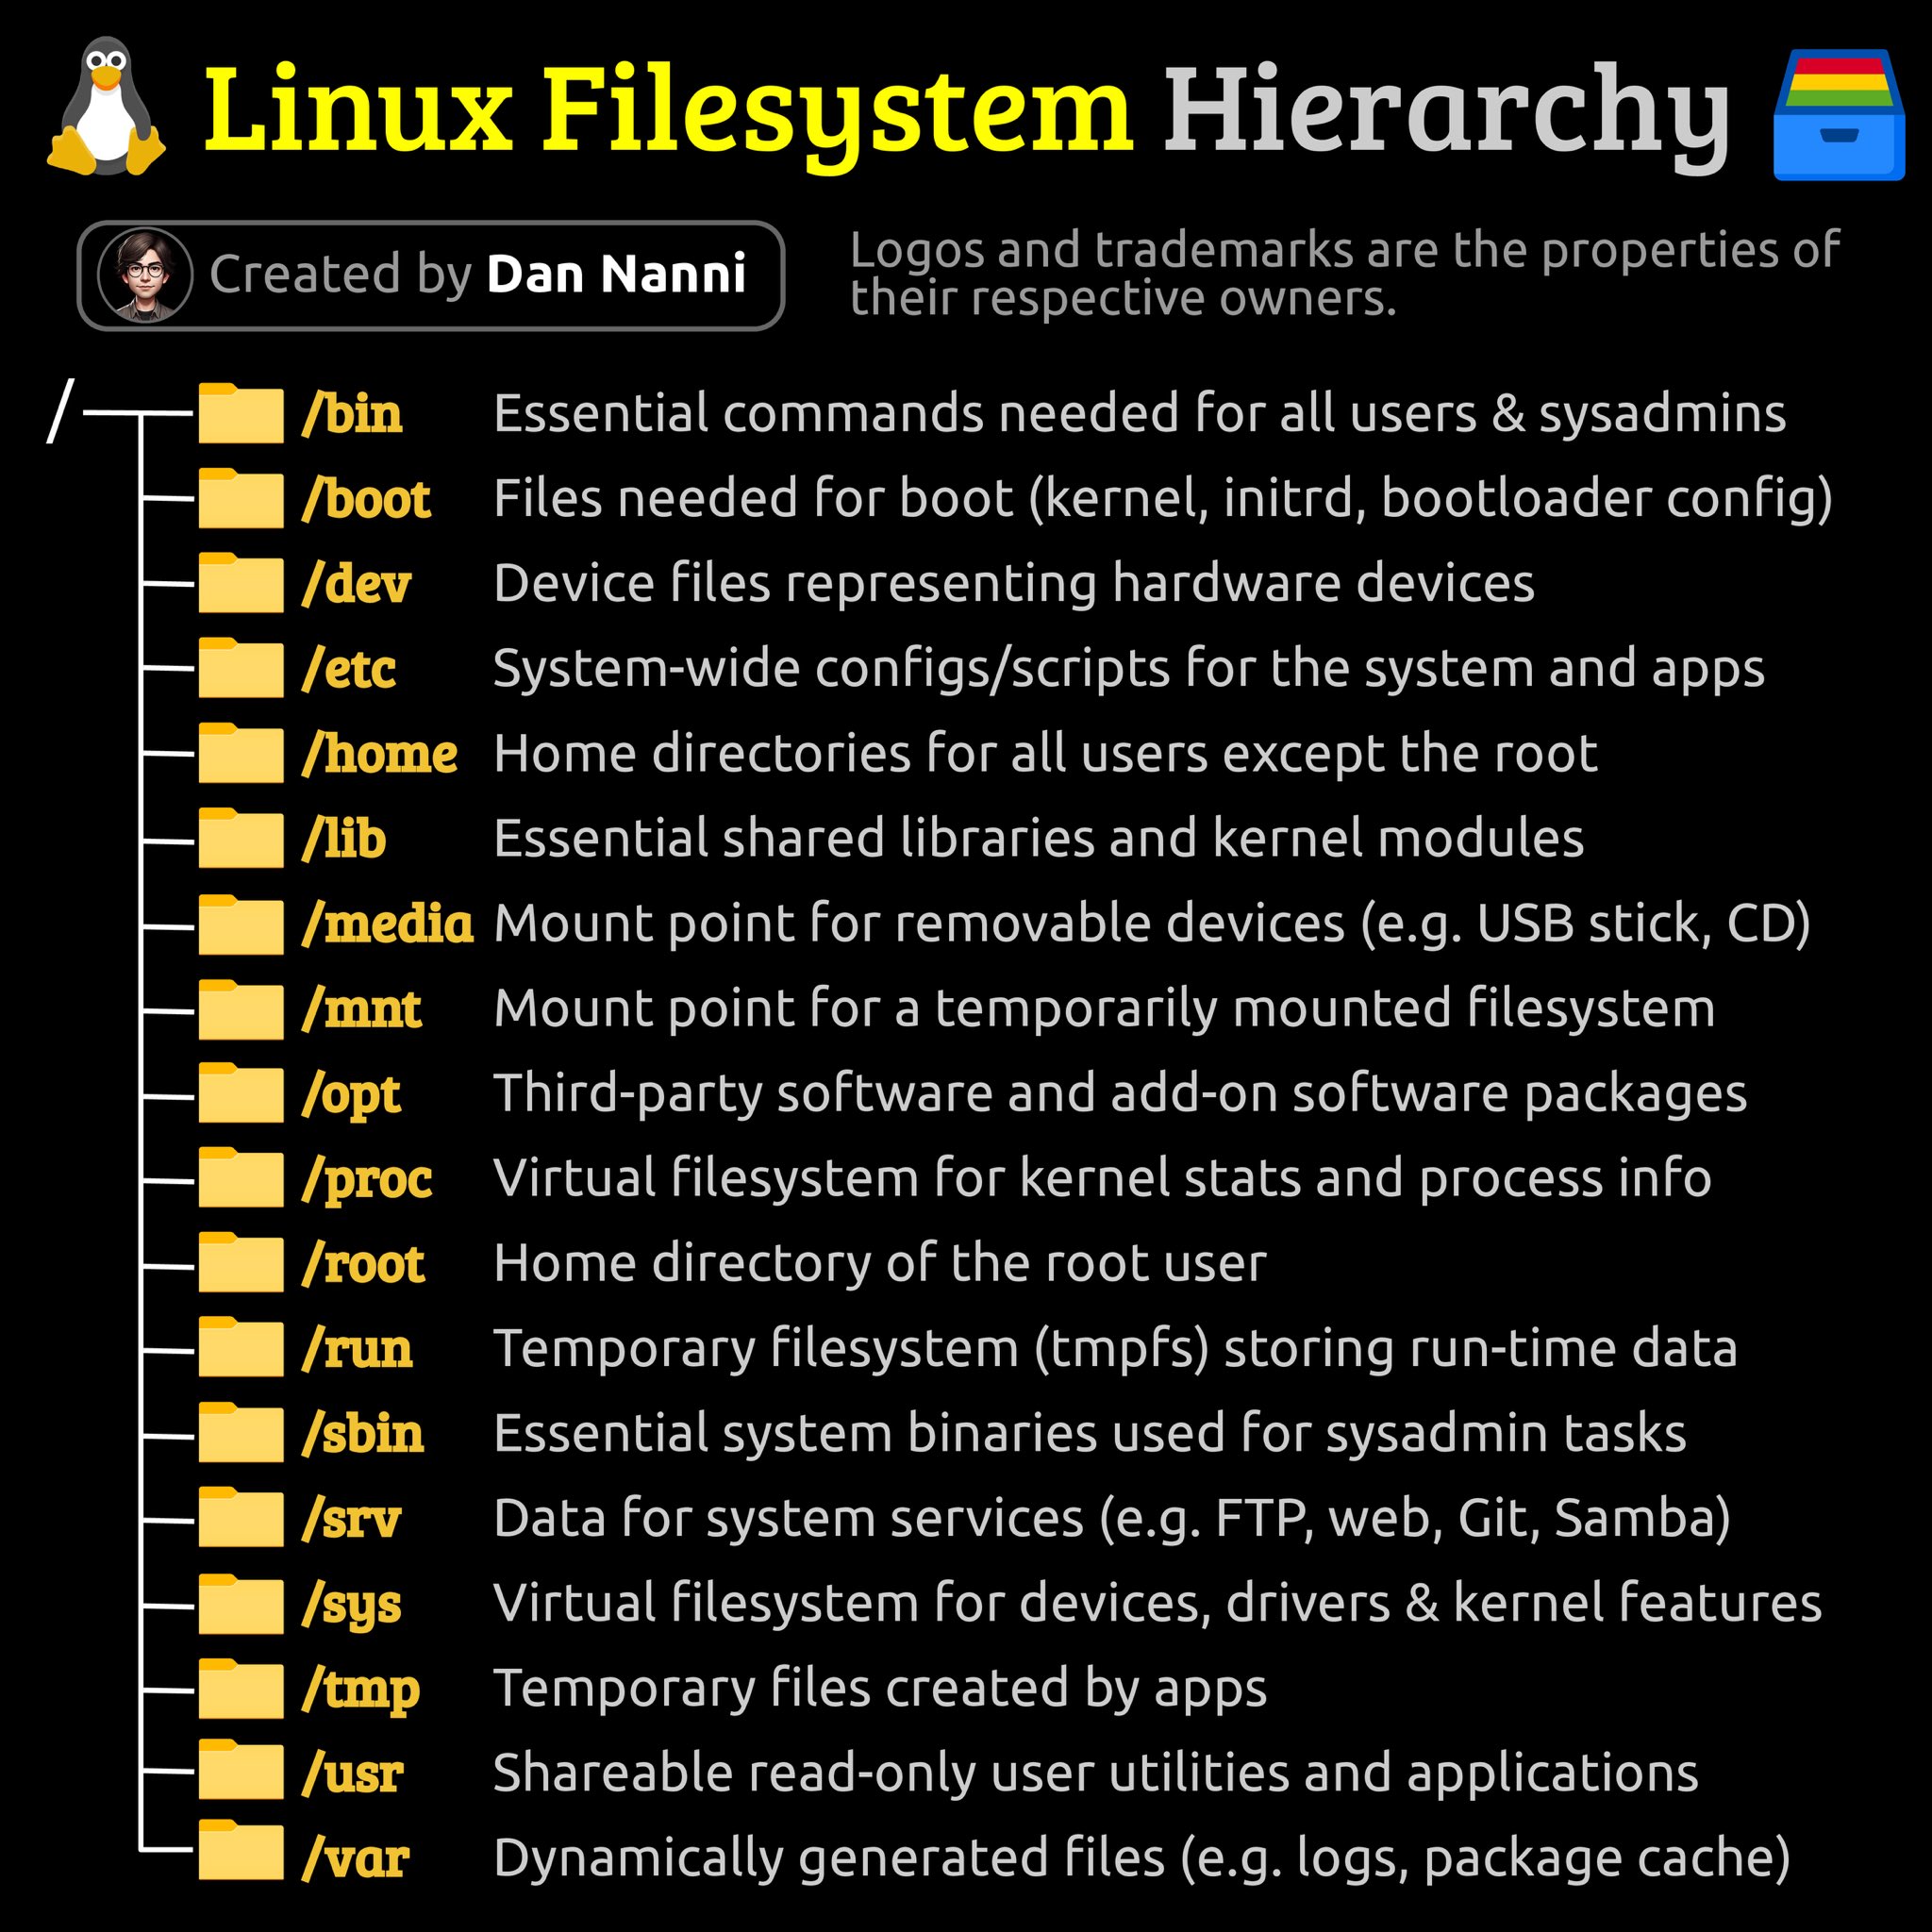 Linux Filesystem Hierarchy
Created by Dan Nanni
Logos and trademarks are the properties of
their respective owners.
/
/bin Essential commands needed for all users & sysadmins
/boot Files needed for boot (kernel, initrd, bootloader config)
/dev Device files representing hardware devices
/etc System-wide configs/scripts for the system and apps
/home Home directories for all users except the root
/lib Essential shared libraries and kernel modules
/media Mount point for removable devices (e.g. USB stick, CD)
/mnt Mount point for a temporarily mounted filesystem
/opt Third-party software and add-on software packages
/proc Virtual filesystem for kernel stats and process info
/root Home directory of the root user
/run Temporary filesystem (tmpfs) storing run-time data
/sbin Essential system binaries used for sysadmin tasks
/srv Data for system services (e.g. FTP, web, Git, Samba)
/sys Virtual filesystem for devices, drivers & kernel features
/tmp Temporary files created by apps
/usr Shareable read-only user utilities and applications
/var Dynamically generated files (e.g. logs, package cache)